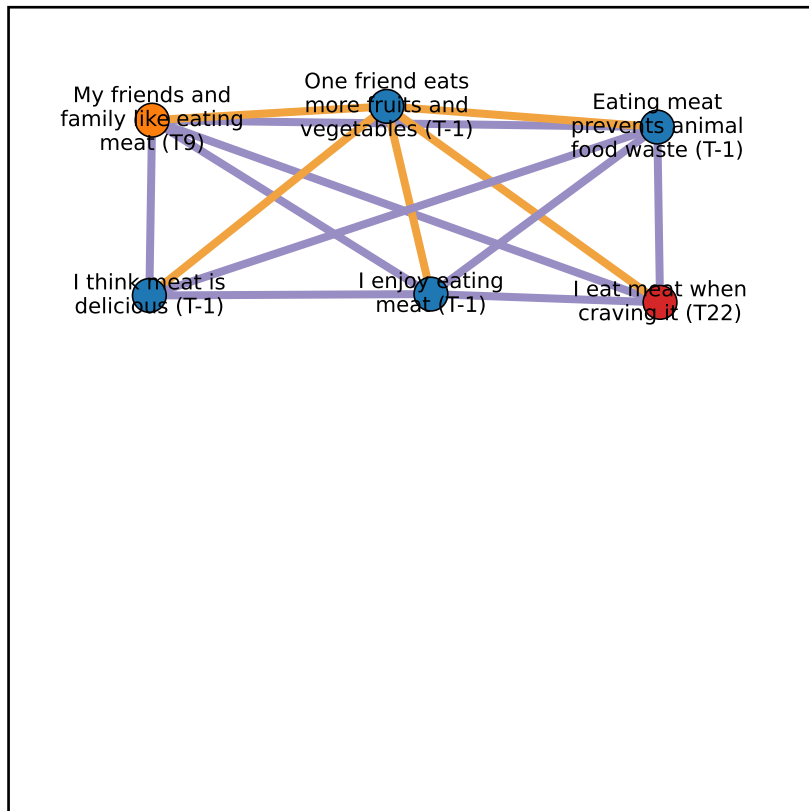 My friends and
family like eating
meat (T9)
One friend eats
more fruits and
vegetables (T-1)
Eating meat
prevents animal
food waste (T-1)
I think meat is
delicious (T-1)
I enjoy eating
meat (T-1)
I eat meat when
craving it (T22)